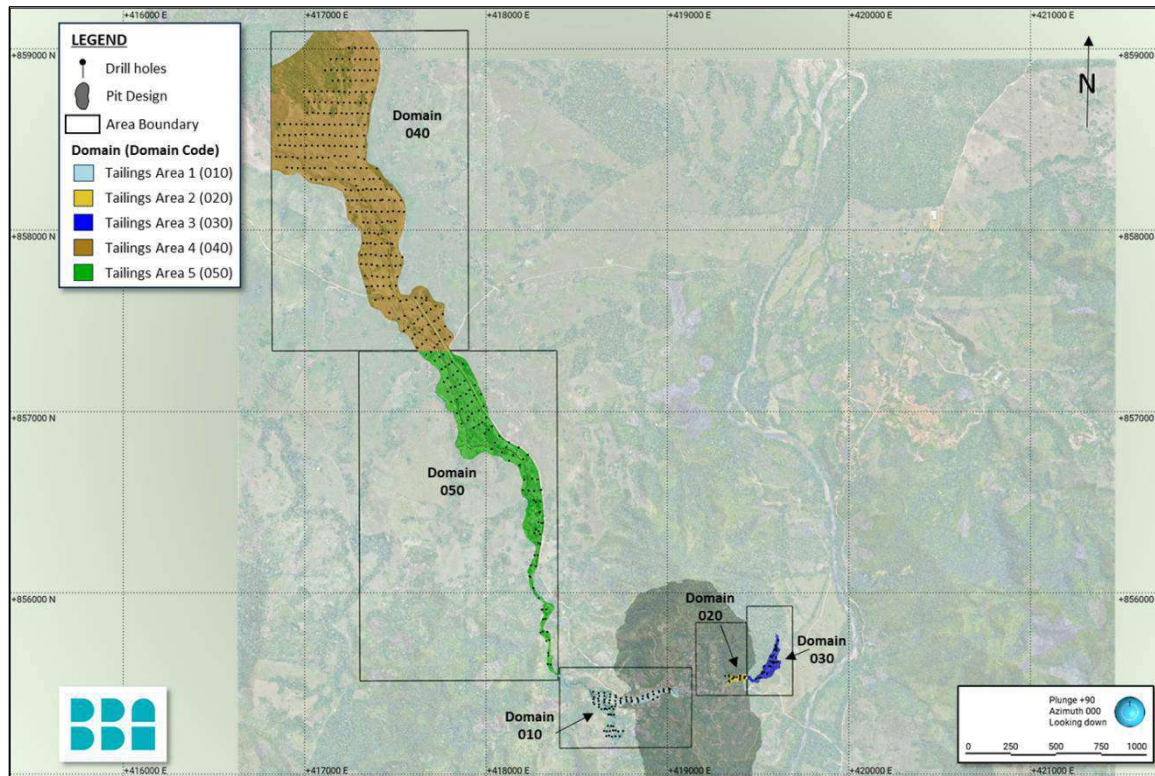 +416000 E
+417000 E
+418000 E
+419000 E
+420000 E
+421000 E
LEGEND
Drill holes
Pit Design
Area Boundary
Domain (Domain Code)
Tailings Area 1 (010)
Tailings Area 2 (020)
Tailings Area 3 (030)
Tailings Area 4 (040)
Tailings Area 5 (050)
+859000 N
+859000 N
N
Domain
040
+858000 N
+858000 N
+857000 N
+857000 N
Domain
050
+856000 N
+856000 N
Domain
020
Domain
030
Domain
010
BBA
BBA
Plunge +90
Azimuth 000
Looking down
0 250 500 750 1000
+416000 E
+417000 E
+418000 E
+419000 E
+420000 E
+421000 E